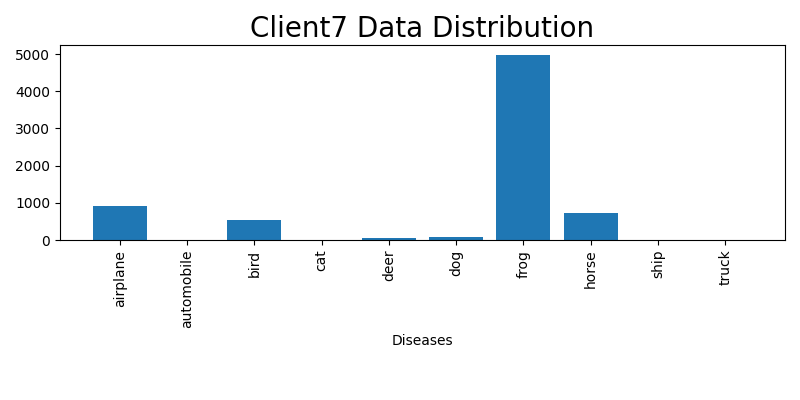 Client7 Data Distribution
5000
4000
3000
2000
1000
0
airplane
automobile
bird
cat
deer
dog
frog
horse
ship
truck
Diseases